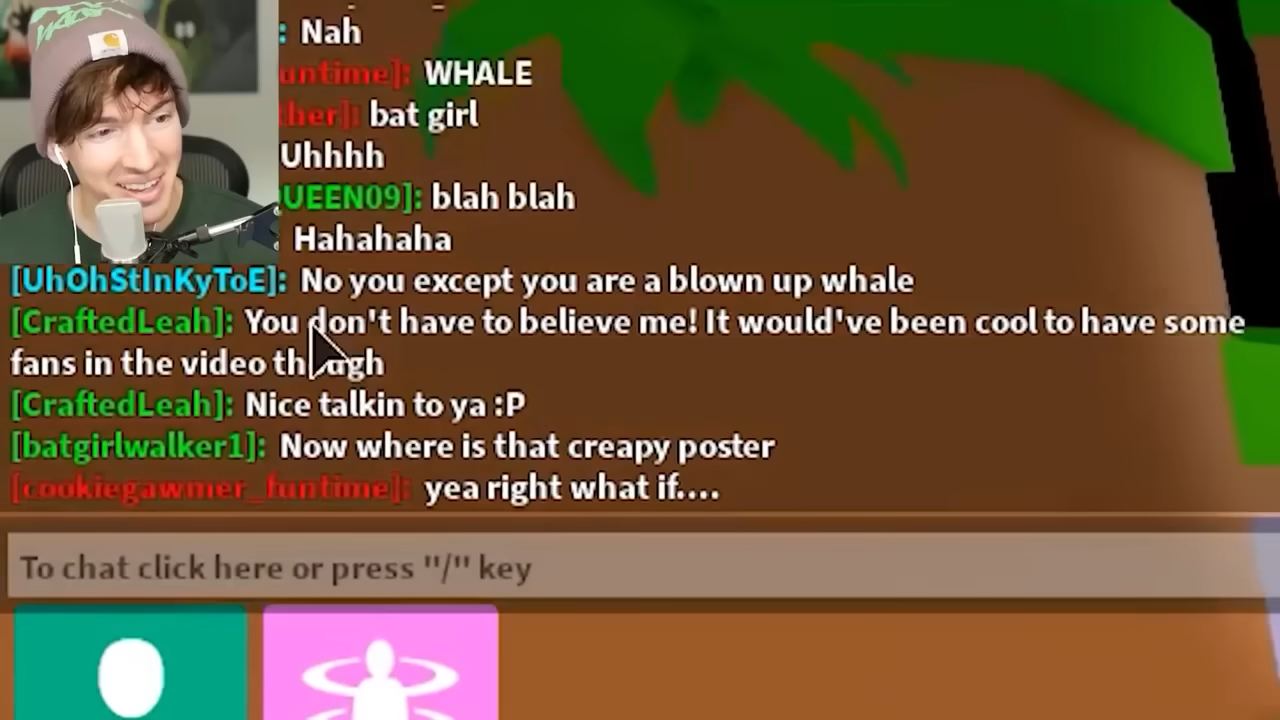 : Nah
untime]: WHALE
her]: bat girl
Uhhhh
UEEN09]: blah blah
Hahahaha
[UhOhStInKyToE]: No you except you are a blown up whale
[CraftedLeah]: You don't have to believe me! It would've been cool to have some
fans in the video though
[CraftedLeah]: Nice talkin to ya :P
[batgirlwalker1]: Now where is that creapy poster
[cookiegawmer_funtime]: yea right what if....
To chat click here or press "/" key